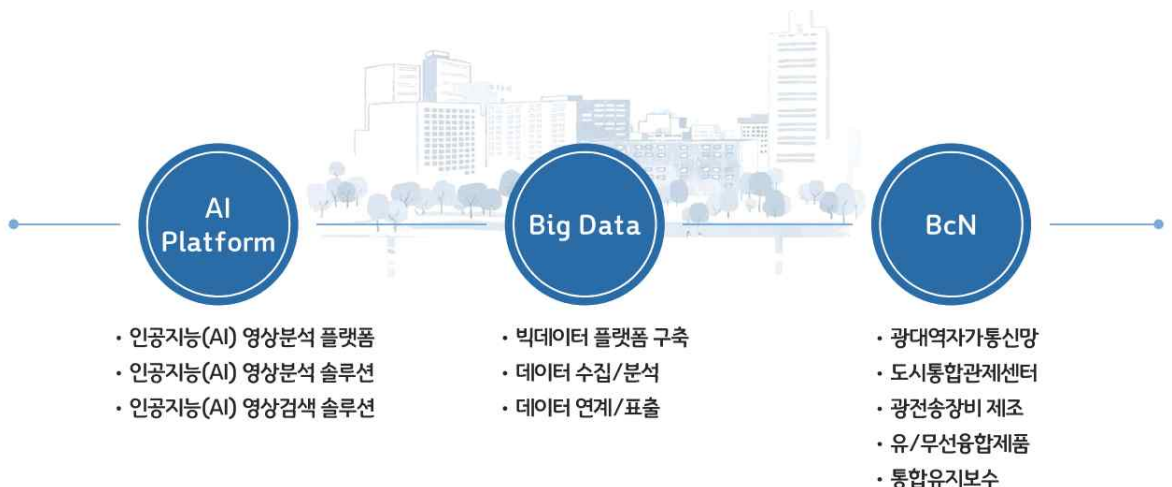 AI
Platform
Big Data
BcN
· 인공지능(AI) 영상분석 플랫폼
· 인공지능(AI) 영상분석 솔루션
· 인공지능(AI) 영상검색 솔루션
· 빅데이터 플랫폼 구축
· 데이터 수집/분석
· 데이터 연계/표출
· 광대역자가통신망
· 도시통합관제센터
· 광전송장비 제조
· 유/무선융합제품
· 통합유지보수